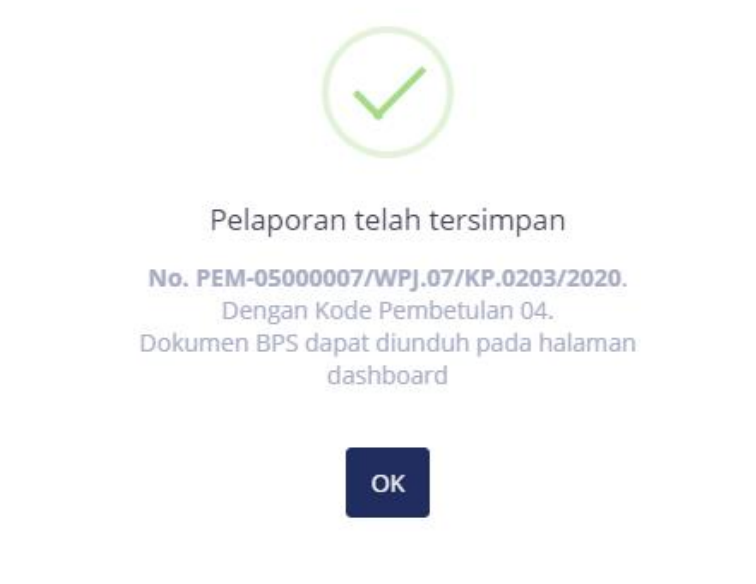 Pelaporan telah tersimpan
No. PEM-05000007/WPJ.07/KP.0203/2020.
Dengan Kode Pembetulan 04.
Dokumen BPS dapat diunduh pada halaman
dashboard
OK